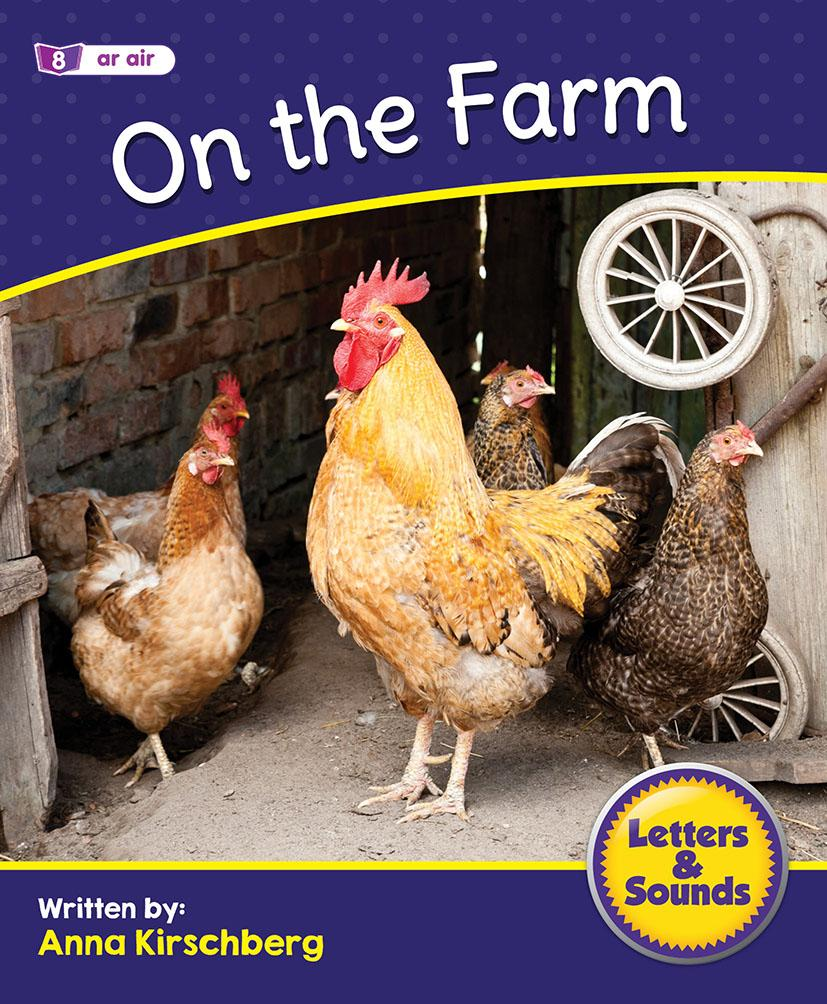 8 ar air
On the Farm
Letters
&
Sounds
Written by:
Anna Kirschberg